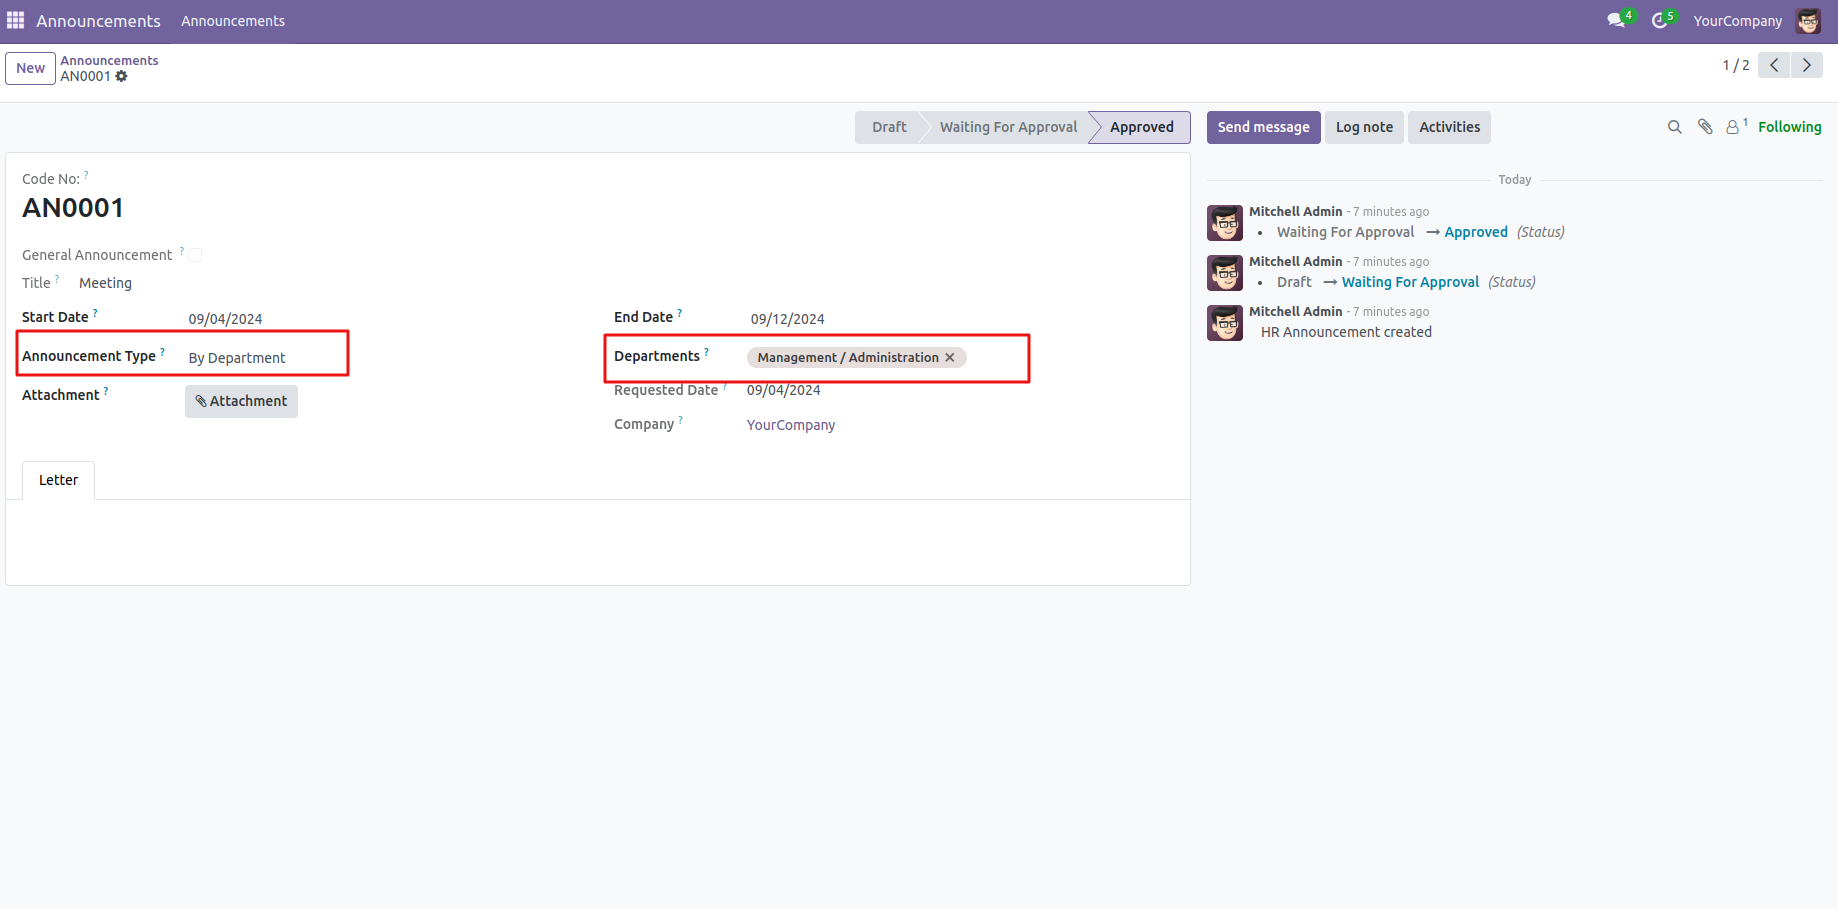 Announcements Announcements 4 5 YourCompany
New Announcements 1 / 2
AN0001
Draft Waiting For Approval Approved Send message Log note Activities 1 Following
Code No: ?
AN0001
General Announcement ?
Title ? Meeting
Start Date ? 09/04/2024 End Date ? 09/12/2024
Announcement Type ? By Department Departments ? Management / Administration ✕
Requested Date ? 09/04/2024
Attachment ? Attachment
Company ? YourCompany
Letter
Today
Mitchell Admin - 7 minutes ago
• Waiting For Approval → Approved (Status)
Mitchell Admin - 7 minutes ago
• Draft → Waiting For Approval (Status)
Mitchell Admin - 7 minutes ago
HR Announcement created